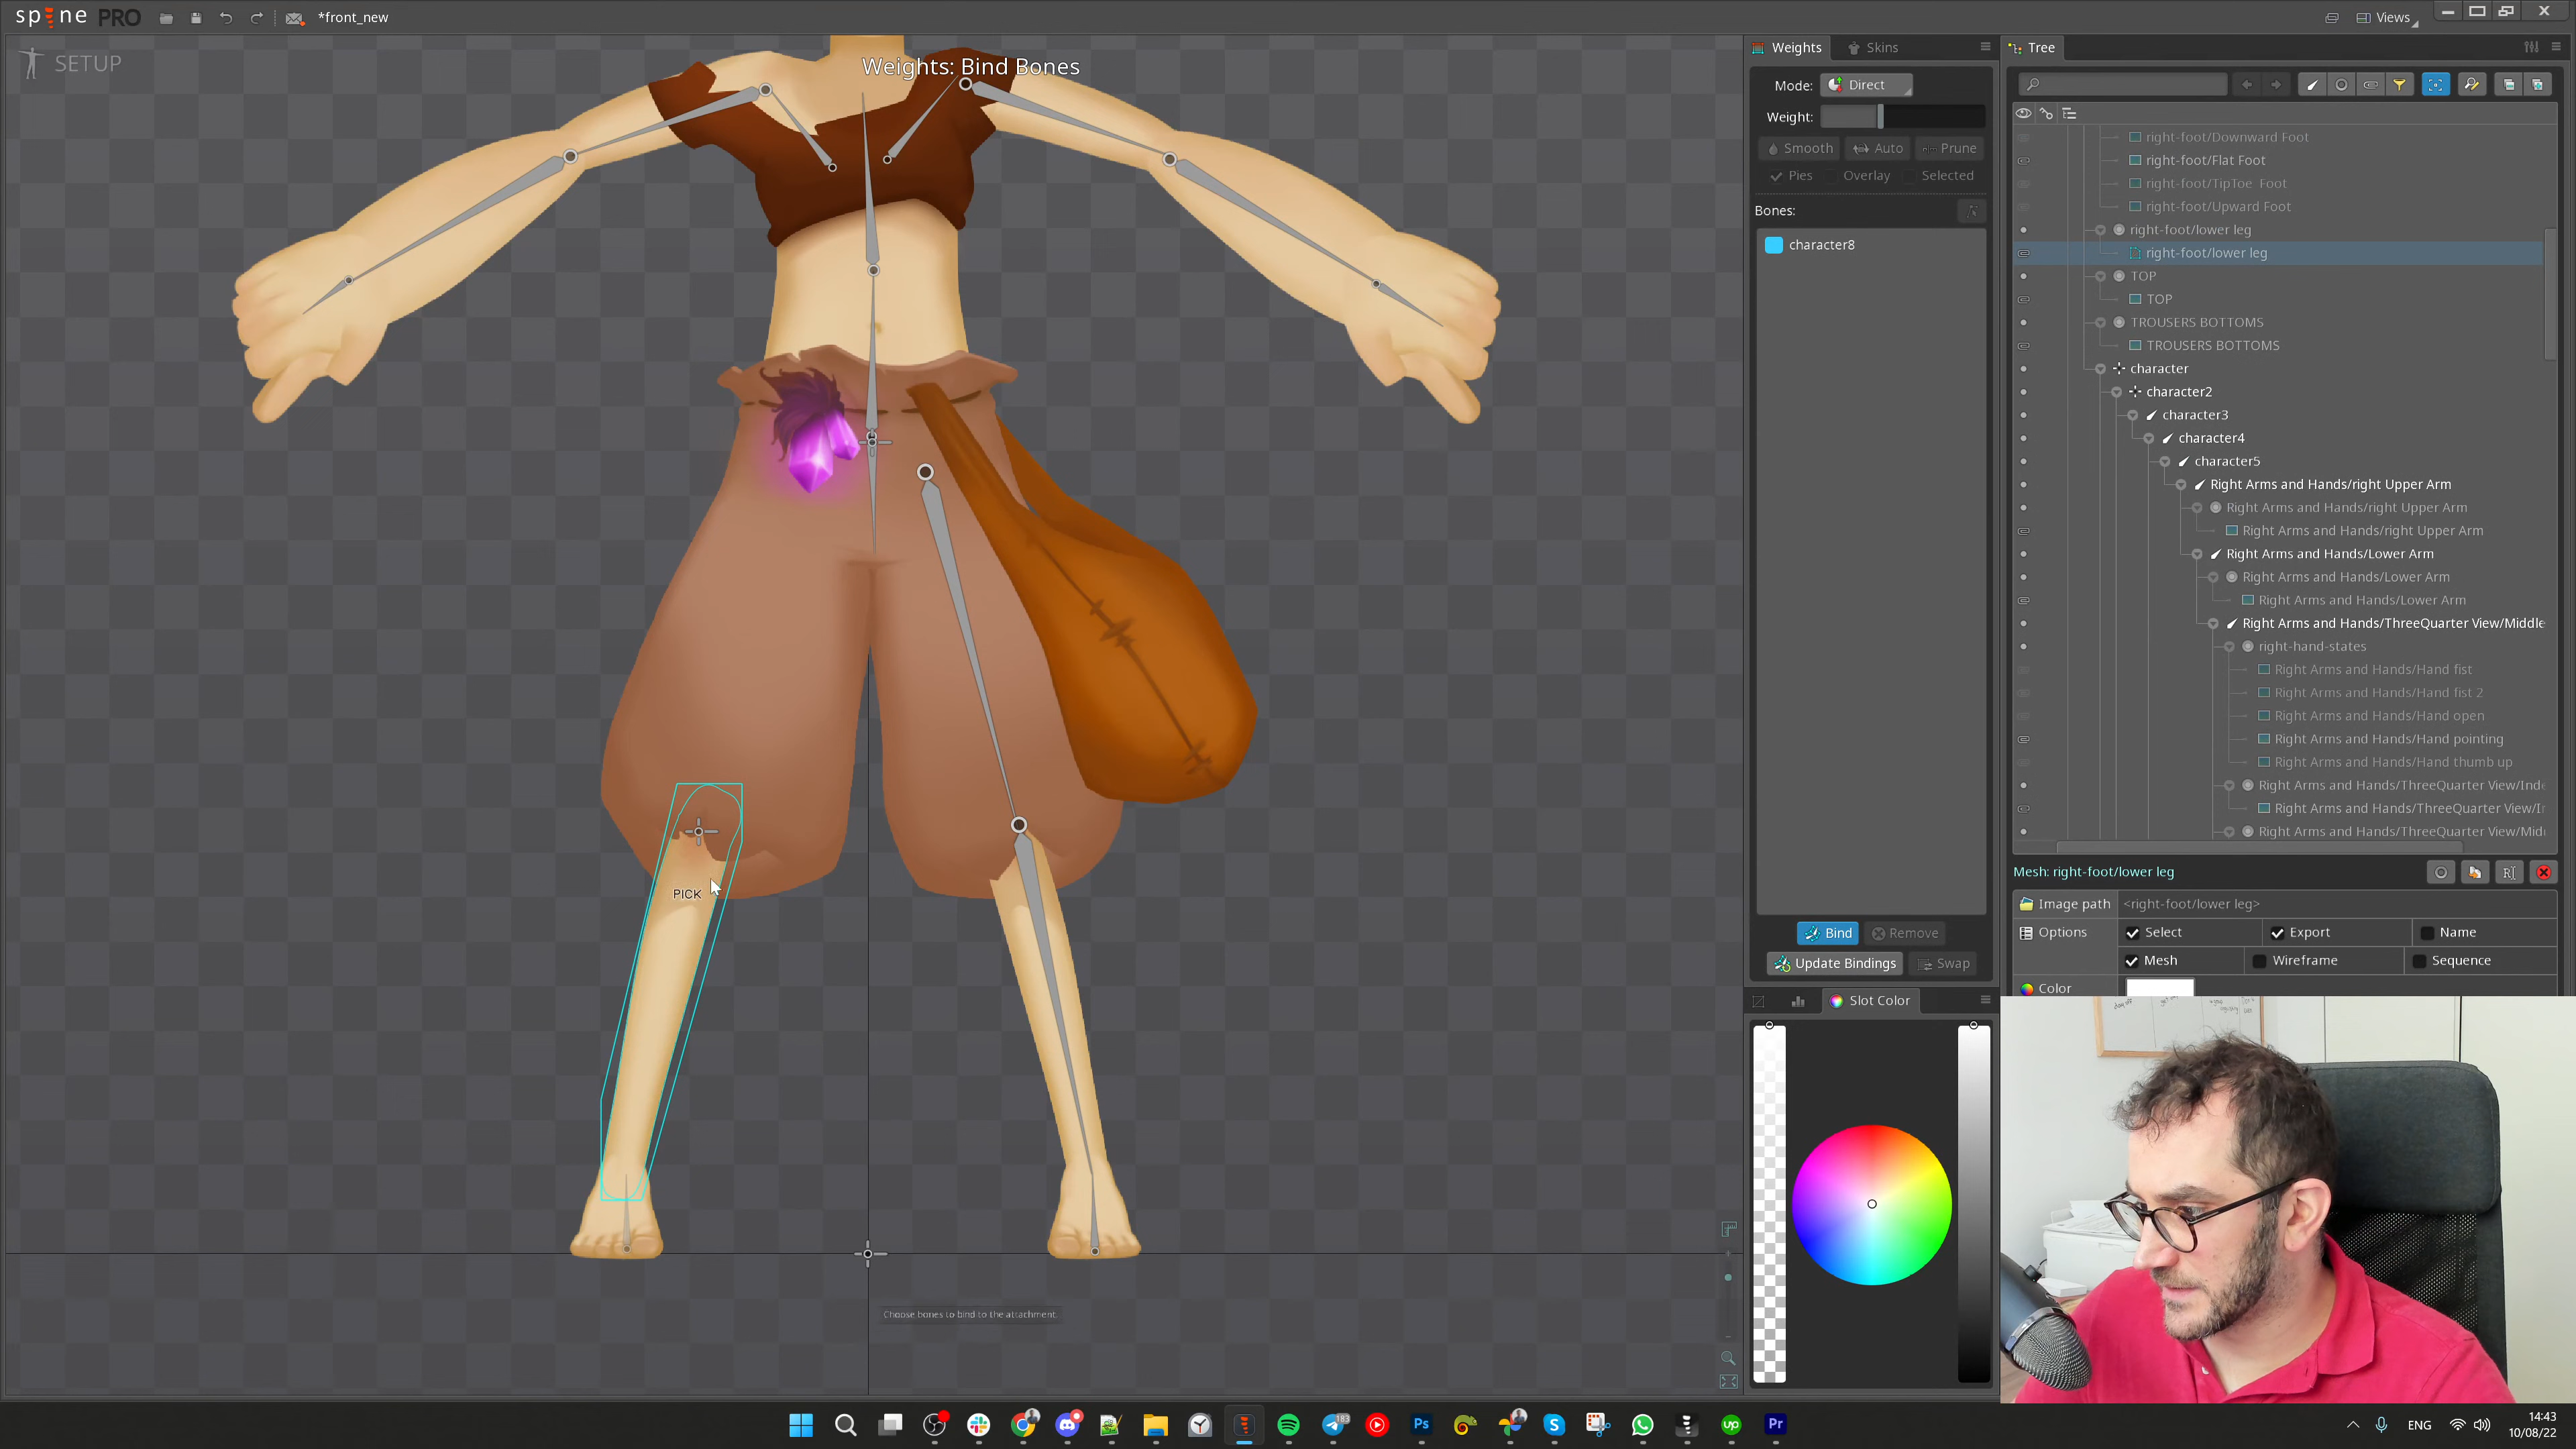 spine PRO
*front_new
Views
SETUP
Weights: Bind Bones
PICK
Choose bones to bind to the attachment.
Weights
Skins
Mode:
Direct
Weight:
Smooth
Auto
Prune
Pies
Overlay
Selected
Bones:
character8
Bind
Remove
Update Bindings
Swap
Slot Color
Tree
right-foot/Downward Foot
right-foot/Flat Foot
right-foot/TipToe Foot
right-foot/Upward Foot
right-foot/lower leg
right-foot/lower leg
TOP
TOP
TROUSERS BOTTOMS
TROUSERS BOTTOMS
character
character2
character3
character4
character5
Right Arms and Hands/right Upper Arm
Right Arms and Hands/right Upper Arm
Right Arms and Hands/right Upper Arm
Right Arms and Hands/Lower Arm
Right Arms and Hands/Lower Arm
Right Arms and Hands/Lower Arm
Right Arms and Hands/ThreeQuarter View/Middle
right-hand-states
Right Arms and Hands/Hand fist
Right Arms and Hands/Hand fist 2
Right Arms and Hands/Hand open
Right Arms and Hands/Hand pointing
Right Arms and Hands/Hand thumb up
Right Arms and Hands/ThreeQuarter View/Inde
Right Arms and Hands/ThreeQuarter View/Ir
Right Arms and Hands/ThreeQuarter View/Mid
Mesh: right-foot/lower leg
Image path
<right-foot/lower leg>
Options
Select
Export
Name
Mesh
Wireframe
Sequence
Color
183
Ps
S
up
Pr
ENG
14:43
10/08/22